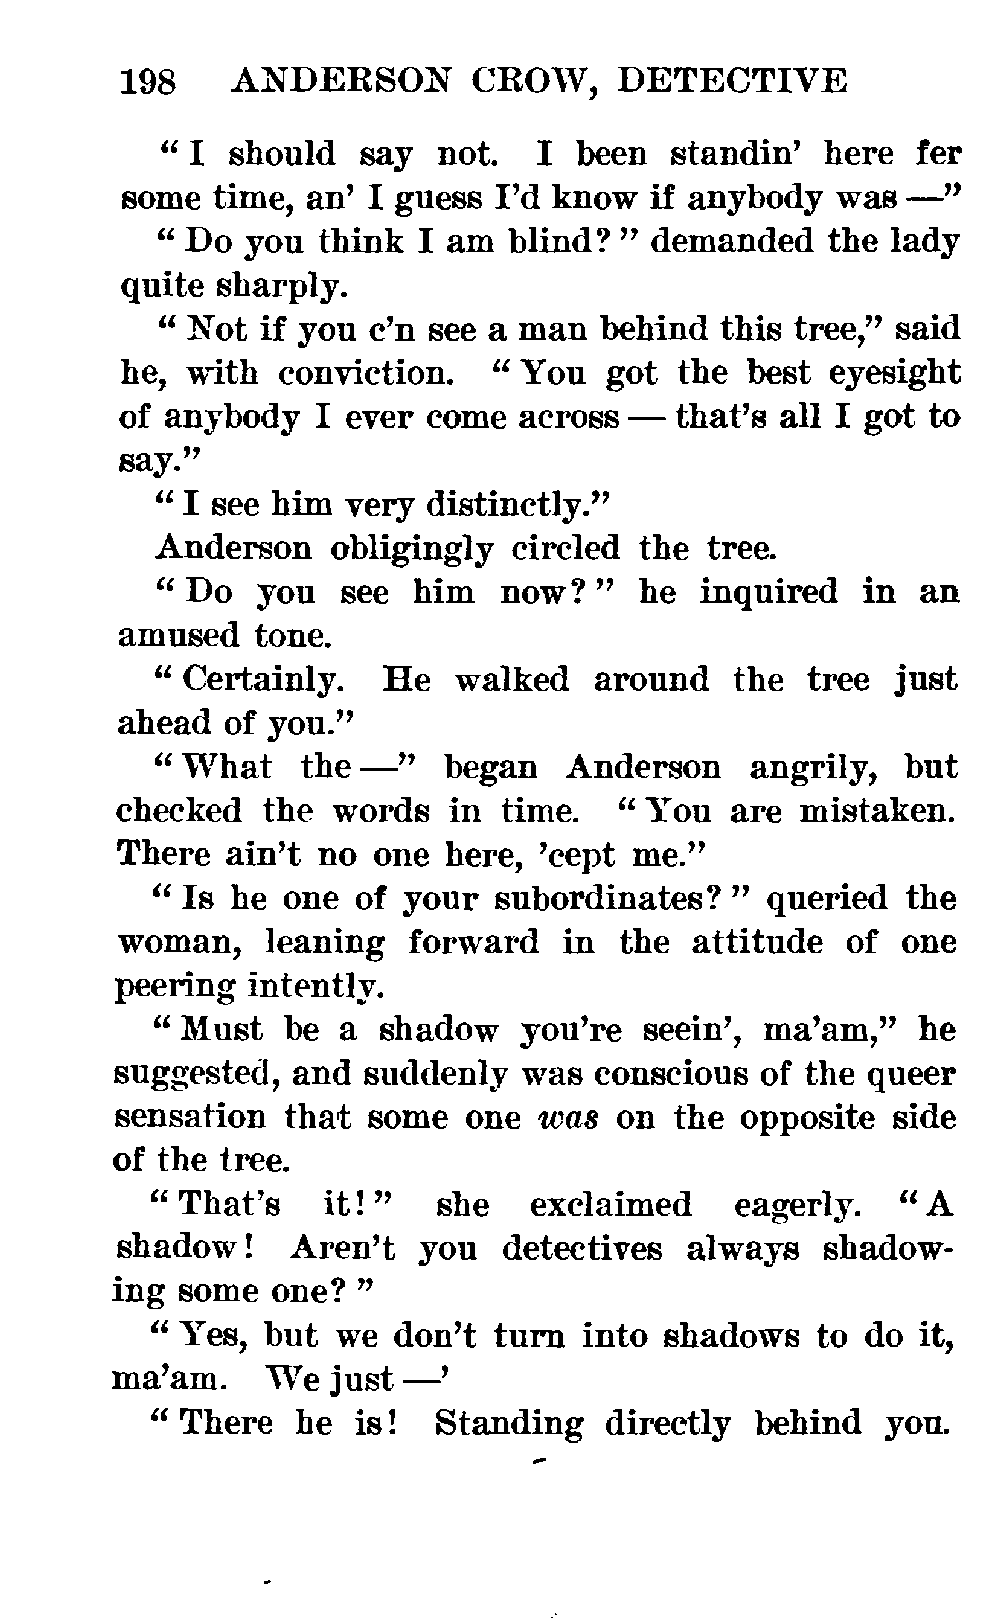 198 ANDERSON CROW, DETECTIVE
“ I should say not. I been standin’ here fer
some time, an’ I guess I’d know if anybody was —”
“ Do you think I am blind? ” demanded the lady
quite sharply.
“ Not if you c’n see a man behind this tree,” said
he, with conviction. “ You got the best eyesight
of anybody I ever come across — that’s all I got to
say.”
“ I see him very distinctly.”
Anderson obligingly circled the tree.
“ Do you see him now? ” he inquired in an
amused tone.
“ Certainly. He walked around the tree just
ahead of you.”
“ What the —” began Anderson angrily, but
checked the words in time. “ You are mistaken.
There ain’t no one here, ’cept me.”
“ Is he one of your subordinates? ” queried the
woman, leaning forward in the attitude of one
peering intently.
“ Must be a shadow you’re seein’, ma’am,” he
suggested, and suddenly was conscious of the queer
sensation that some one was on the opposite side
of the tree.
“ That’s it! ” she exclaimed eagerly. “ A
shadow! Aren’t you detectives always shadow-
ing some one? ”
“ Yes, but we don’t turn into shadows to do it,
ma’am. We just —’
“ There he is! Standing directly behind you.